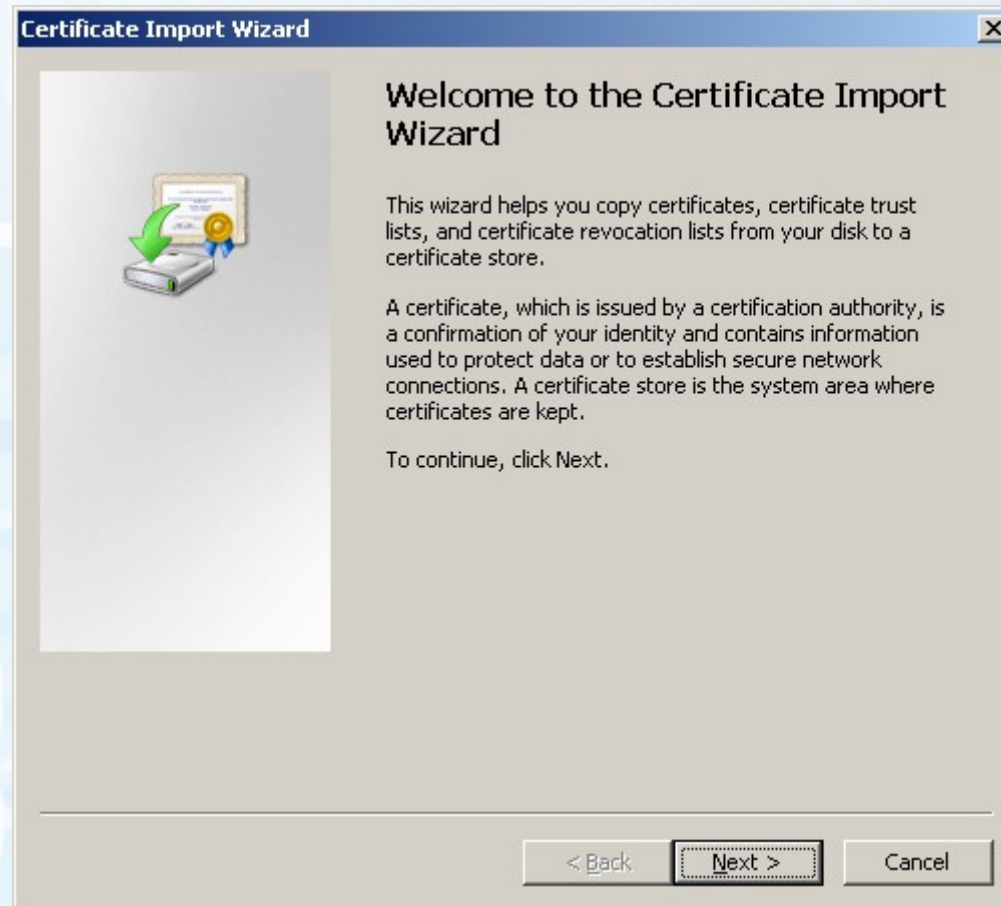 Certificate Import Wizard
Welcome to the Certificate Import
Wizard
This wizard helps you copy certificates, certificate trust
lists, and certificate revocation lists from your disk to a
certificate store.
A certificate, which is issued by a certification authority, is
a confirmation of your identity and contains information
used to protect data or to establish secure network
connections. A certificate store is the system area where
certificates are kept.
To continue, click Next.
< Back
Next >
Cancel